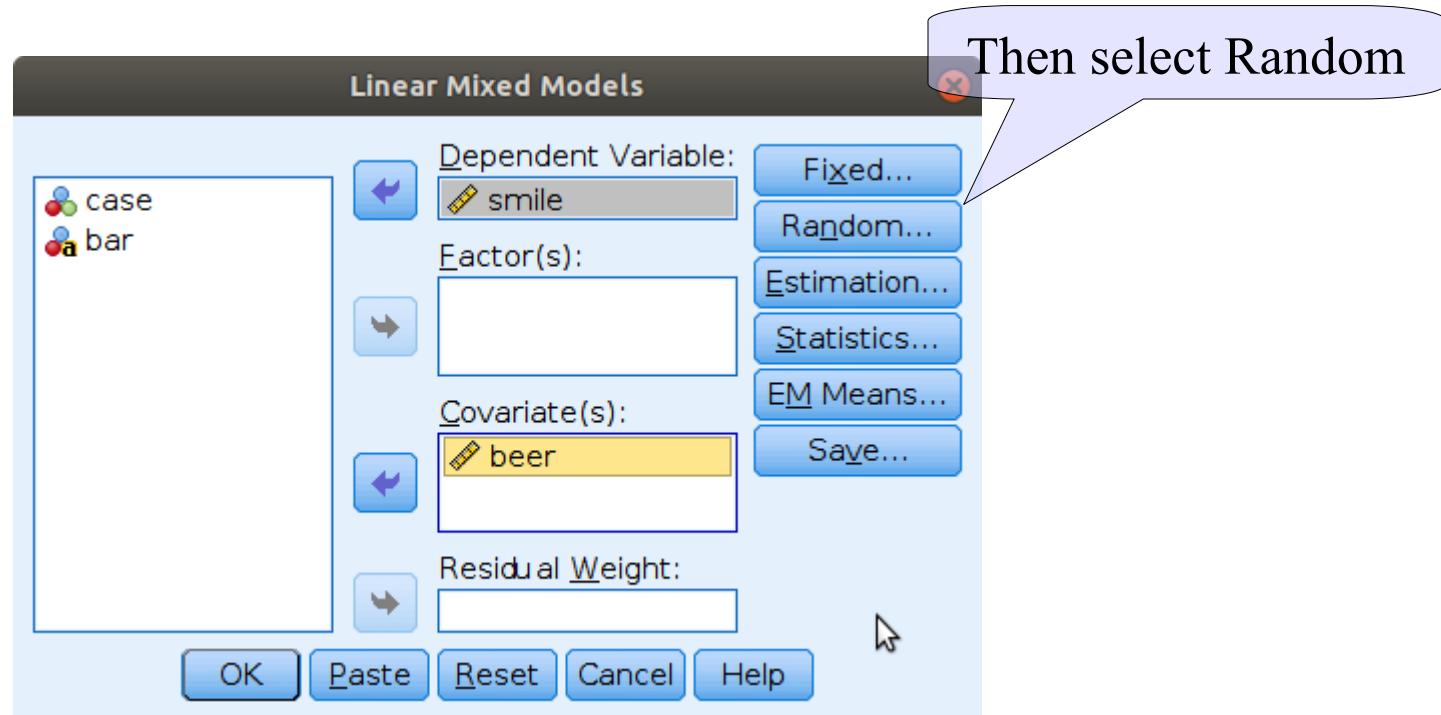 Then select Random
Linear Mixed Models
case
bar
Dependent Variable:
smile
Factor(s):
Covariate(s):
beer
Residual Weight:
Fixed...
Random...
Estimation...
Statistics...
EM Means...
Save...
OK Paste Reset Cancel Help